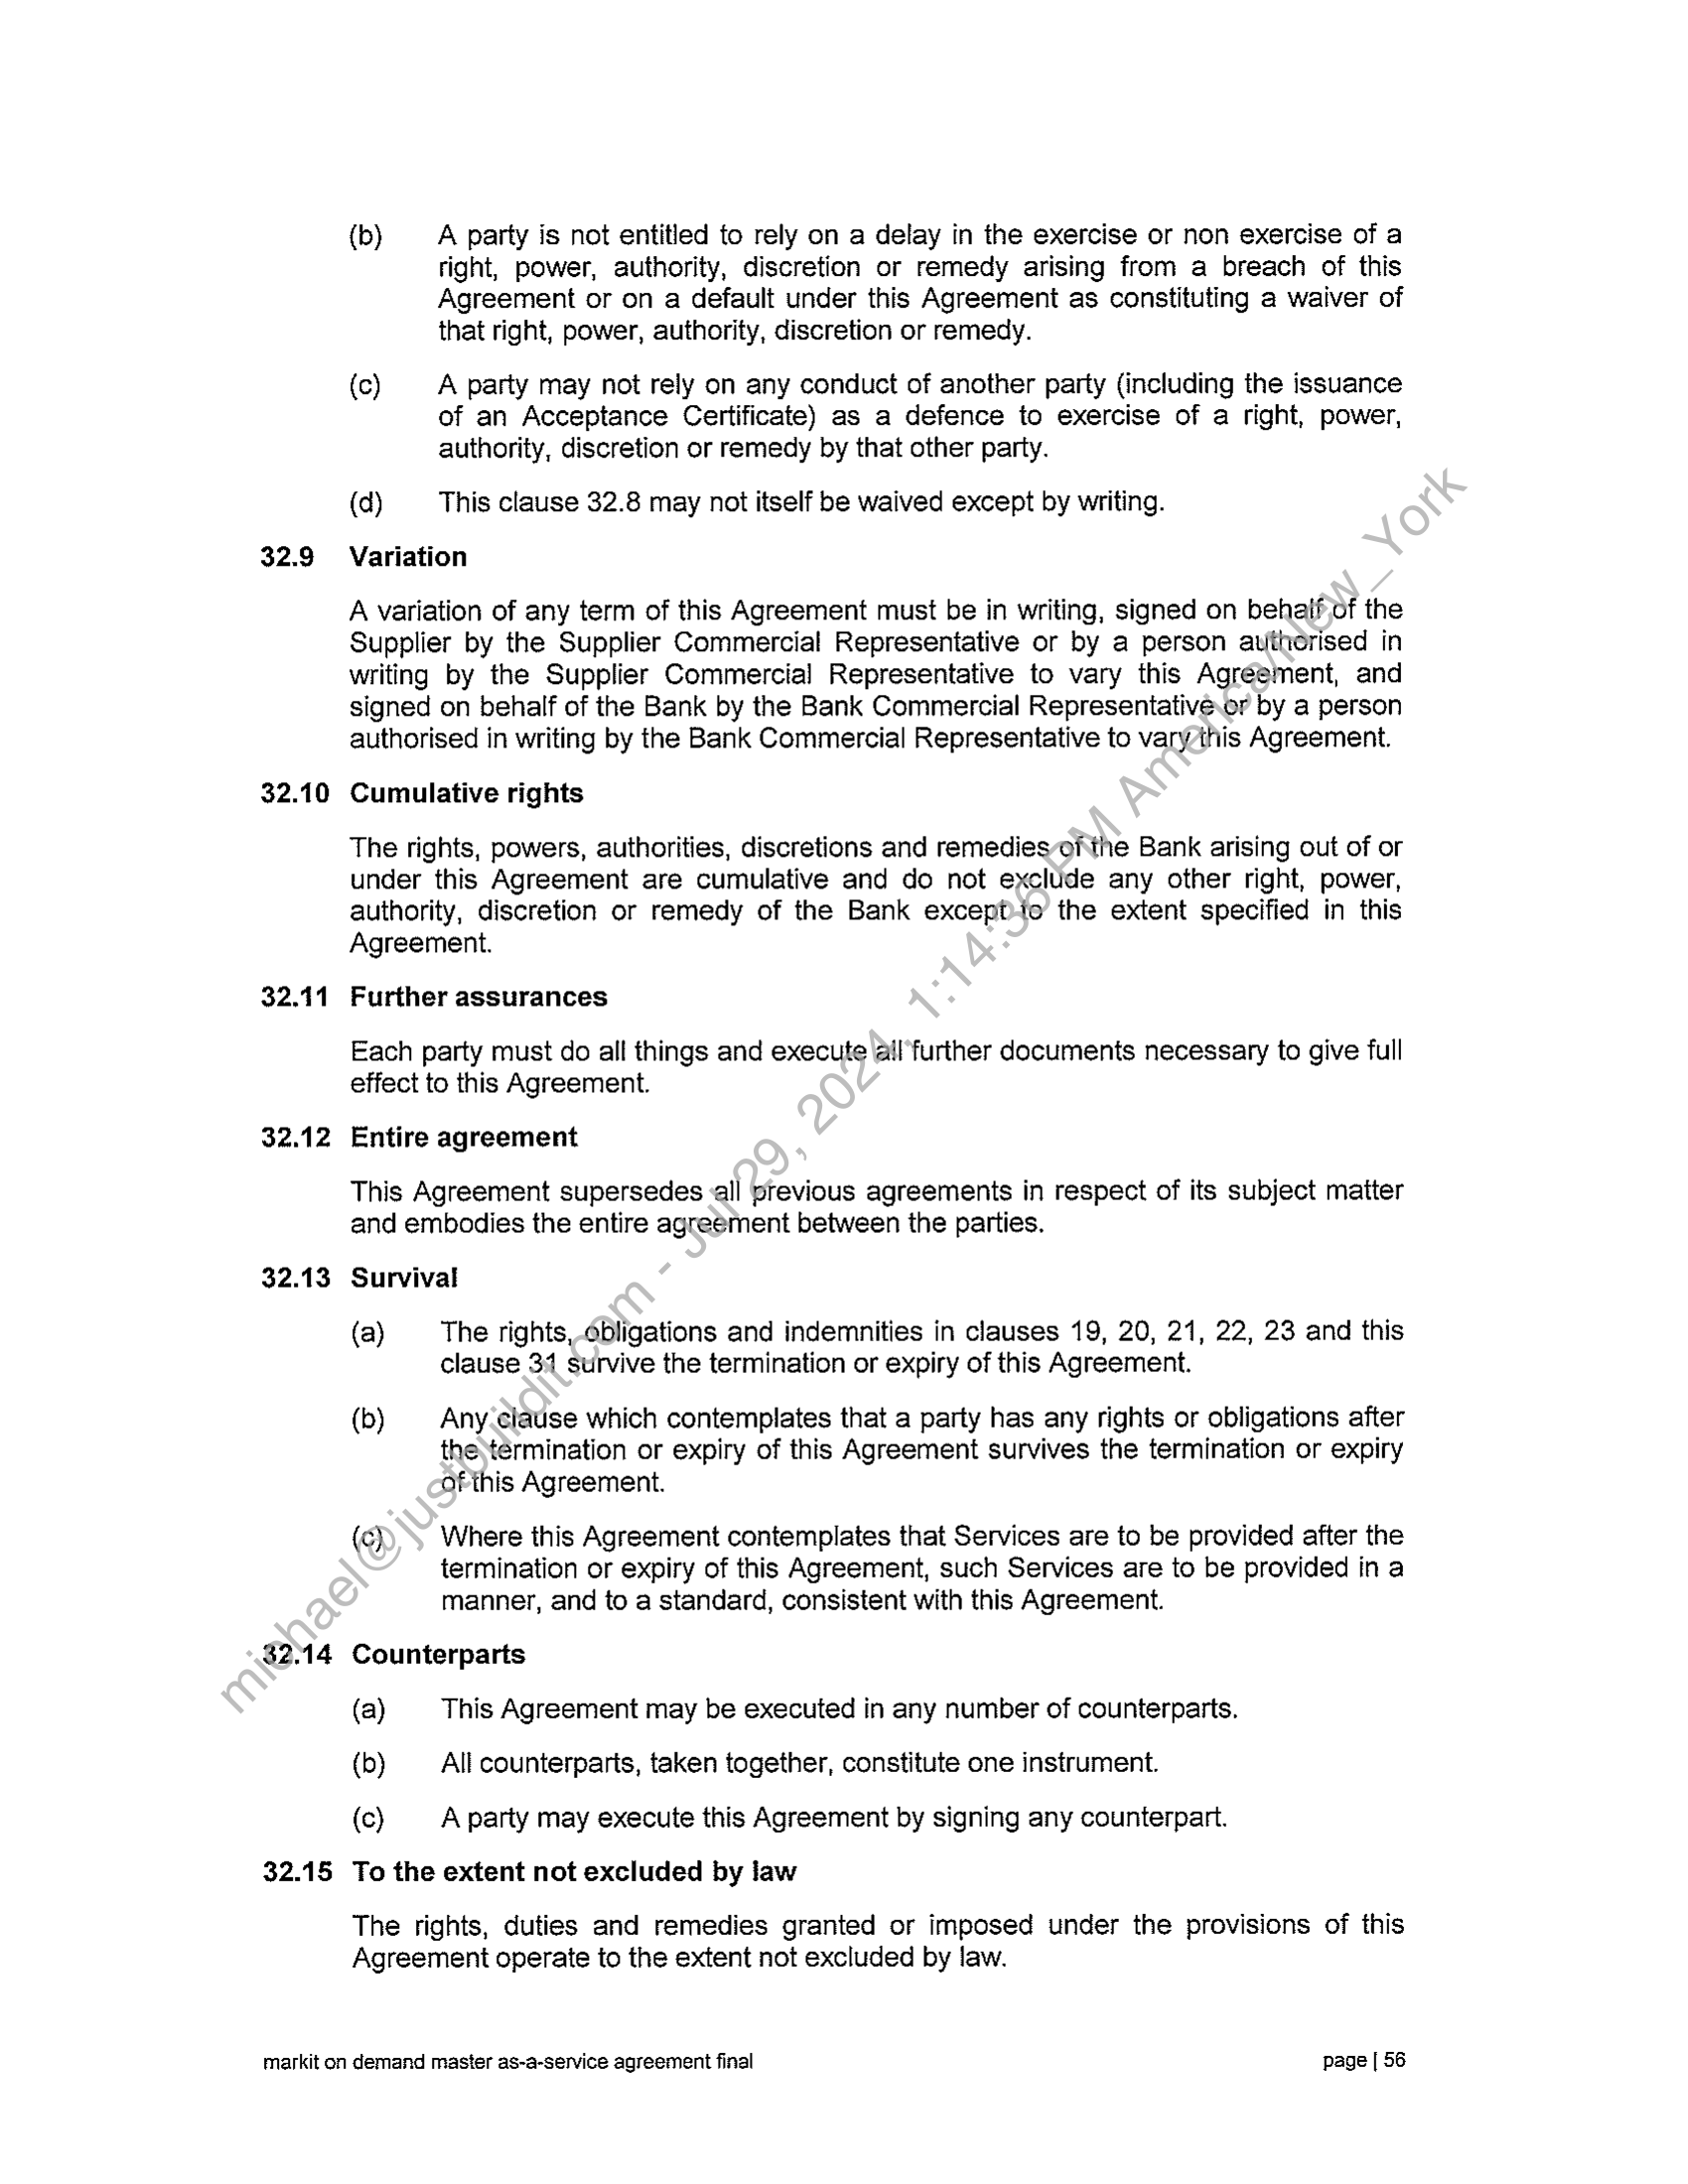 (b) A party is not entitled to rely on a delay in the exercise or non exercise of a
right, power, authority, discretion or remedy arising from a breach of this
Agreement or on a default under this Agreement as constituting a waiver of
that right, power, authority, discretion or remedy.
(c) A party may not rely on any conduct of another party (including the issuance
of an Acceptance Certificate) as a defence to exercise of a right, power,
authority, discretion or remedy by that other party.
(d) This clause 32.8 may not itself be waived except by writing.
32.9 Variation
A variation of any term of this Agreement must be in writing, signed on behalf of the
Supplier by the Supplier Commercial Representative or by a person authorised in
writing by the Supplier Commercial Representative to vary this Agreement, and
signed on behalf of the Bank by the Bank Commercial Representative or by a person
authorised in writing by the Bank Commercial Representative to vary this Agreement.
32.10 Cumulative rights
The rights, powers, authorities, discretions and remedies of the Bank arising out of or
under this Agreement are cumulative and do not exclude any other right, power,
authority, discretion or remedy of the Bank except to the extent specified in this
Agreement.
32.11 Further assurances
Each party must do all things and execute all further documents necessary to give full
effect to this Agreement.
32.12 Entire agreement
This Agreement supersedes all previous agreements in respect of its subject matter
and embodies the entire agreement between the parties.
32.13 Survival
(a) The rights, obligations and indemnities in clauses 19, 20, 21, 22, 23 and this
clause 31 survive the termination or expiry of this Agreement.
(b) Any clause which contemplates that a party has any rights or obligations after
the termination or expiry of this Agreement survives the termination or expiry
of this Agreement.
(c) Where this Agreement contemplates that Services are to be provided after the
termination or expiry of this Agreement, such Services are to be provided in a
manner, and to a standard, consistent with this Agreement.
32.14 Counterparts
(a) This Agreement may be executed in any number of counterparts.
(b) All counterparts, taken together, constitute one instrument.
(c) A party may execute this Agreement by signing any counterpart.
32.15 To the extent not excluded by law
The rights, duties and remedies granted or imposed under the provisions of this
Agreement operate to the extent not excluded by law.
markit on demand master as-a-service agreement final page | 56
michael@justbuildit.com - Jul 29, 2024, 1:14:36 PM America/New_York